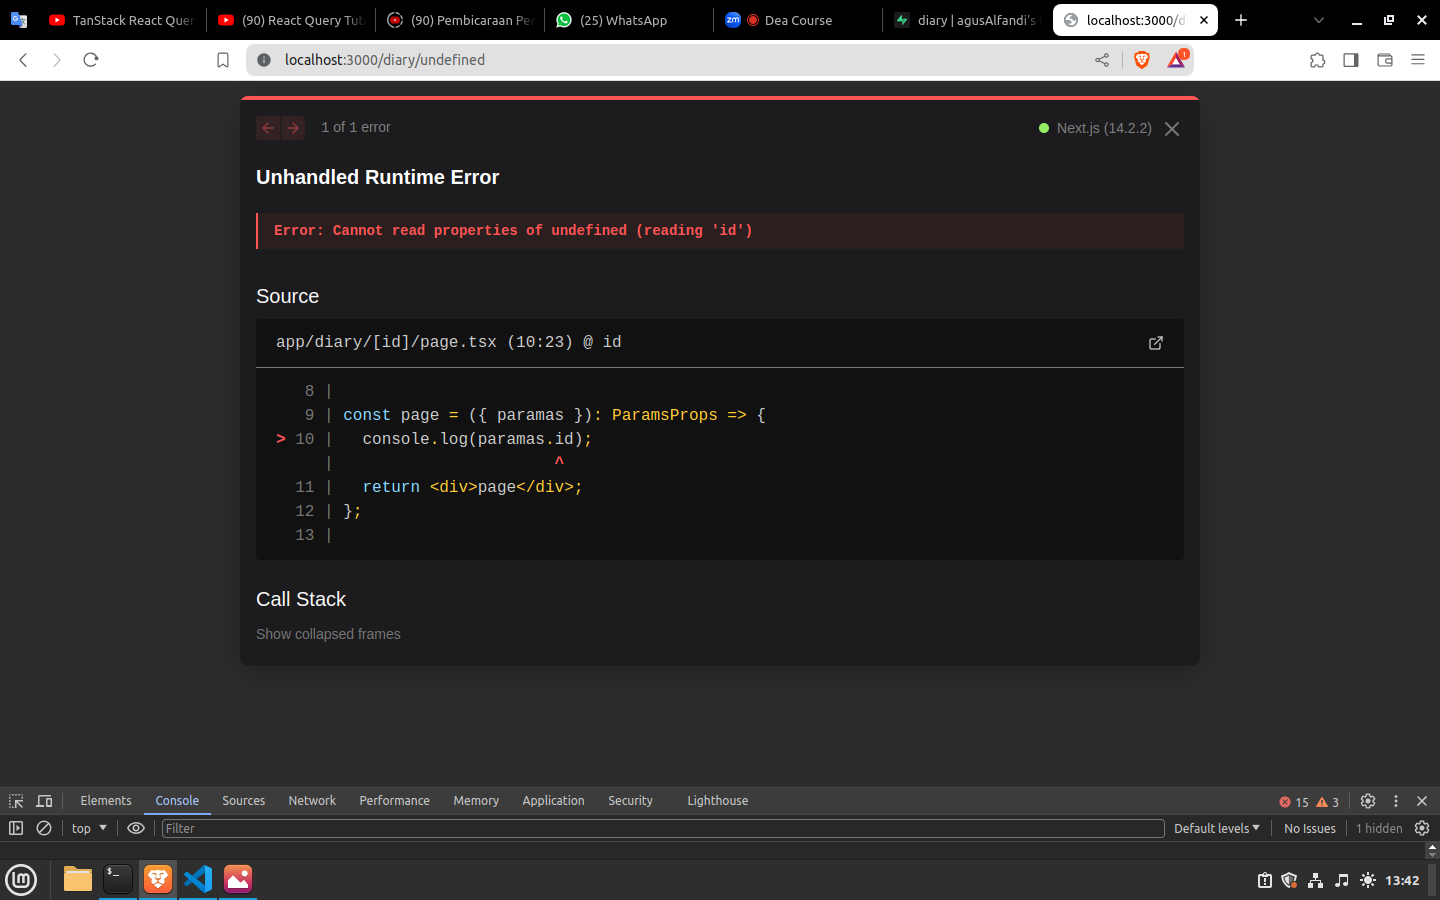 TanStack React Quer
(90) React Query Tut
(90) Pembicaraan Per
(25) WhatsApp
zm Dea Course
diary | agusAlfandi's
localhost:3000/d
localhost:3000/diary/undefined
1
1 of 1 error
Next.js (14.2.2)
Unhandled Runtime Error
Error: Cannot read properties of undefined (reading 'id')
Source
app/diary/[id]/page.tsx (10:23) @ id
8 |
9 | const page = ({ paramas }): ParamsProps => {
> 10 |   console.log(paramas.id);
|                       ^
11 |   return <div>page</div>;
12 | };
13 |
Call Stack
Show collapsed frames
Elements Console Sources Network Performance Memory Application Security Lighthouse 15 3
top Filter Default levels No Issues 1 hidden
13:42